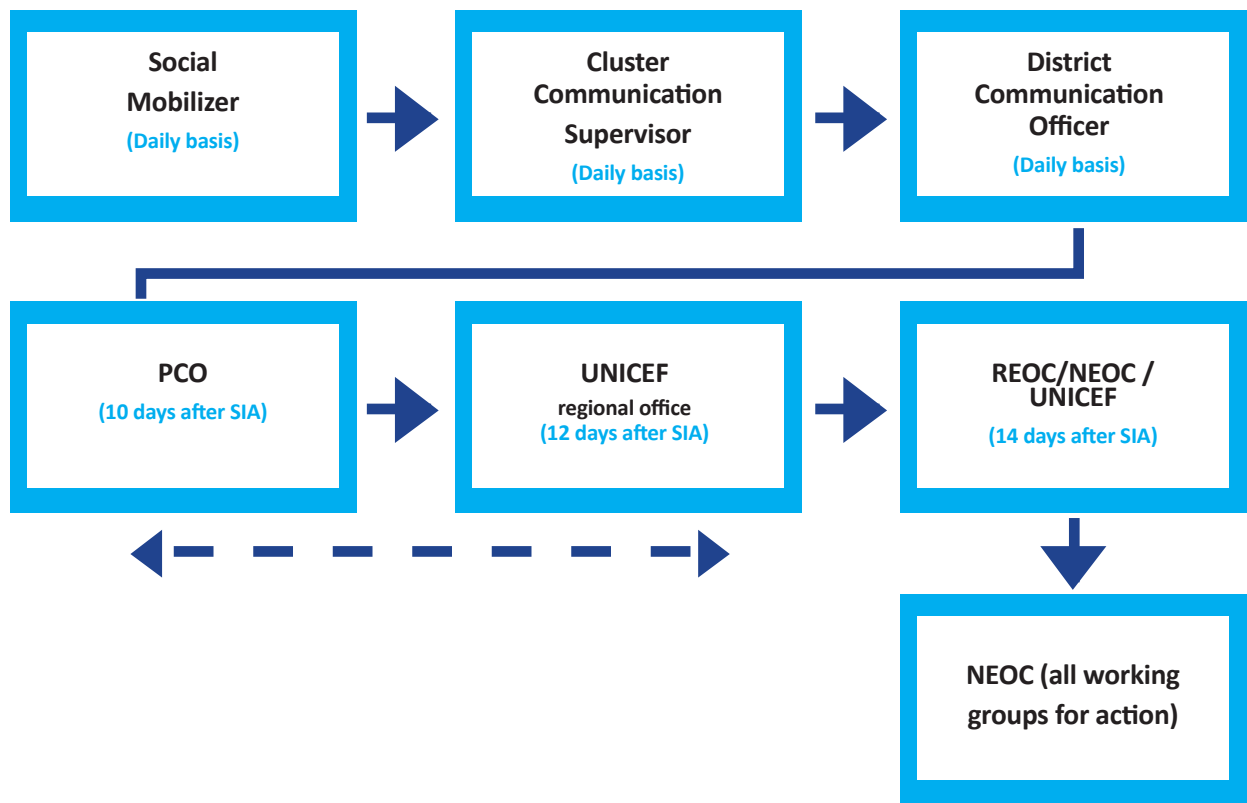 Social
Mobilizer
(Daily basis)
Cluster
Communication
Supervisor
(Daily basis)
District
Communication
Officer
(Daily basis)
PCO
(10 days after SIA)
UNICEF
regional office
(12 days after SIA)
REOC/NEOC /
UNICEF
(14 days after SIA)
NEOC (all working
groups for action)